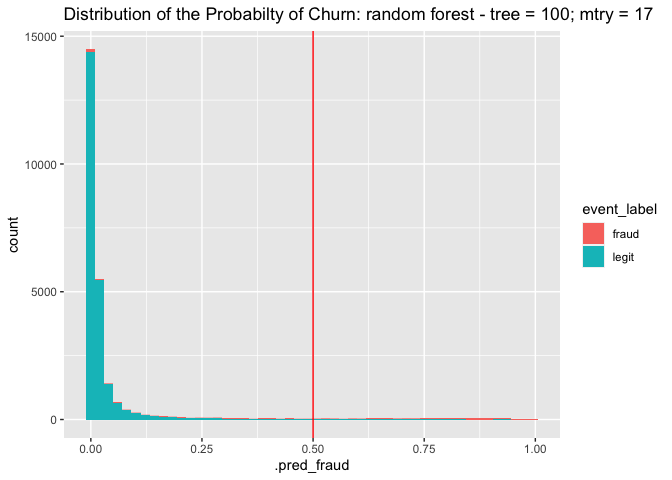 Distribution of the Probabilty of Churn: random forest - tree = 100; mtry = 17
15000
10000
5000
0
count
0.00
0.25
0.50
0.75
1.00
.pred_fraud
event_label
fraud
legit